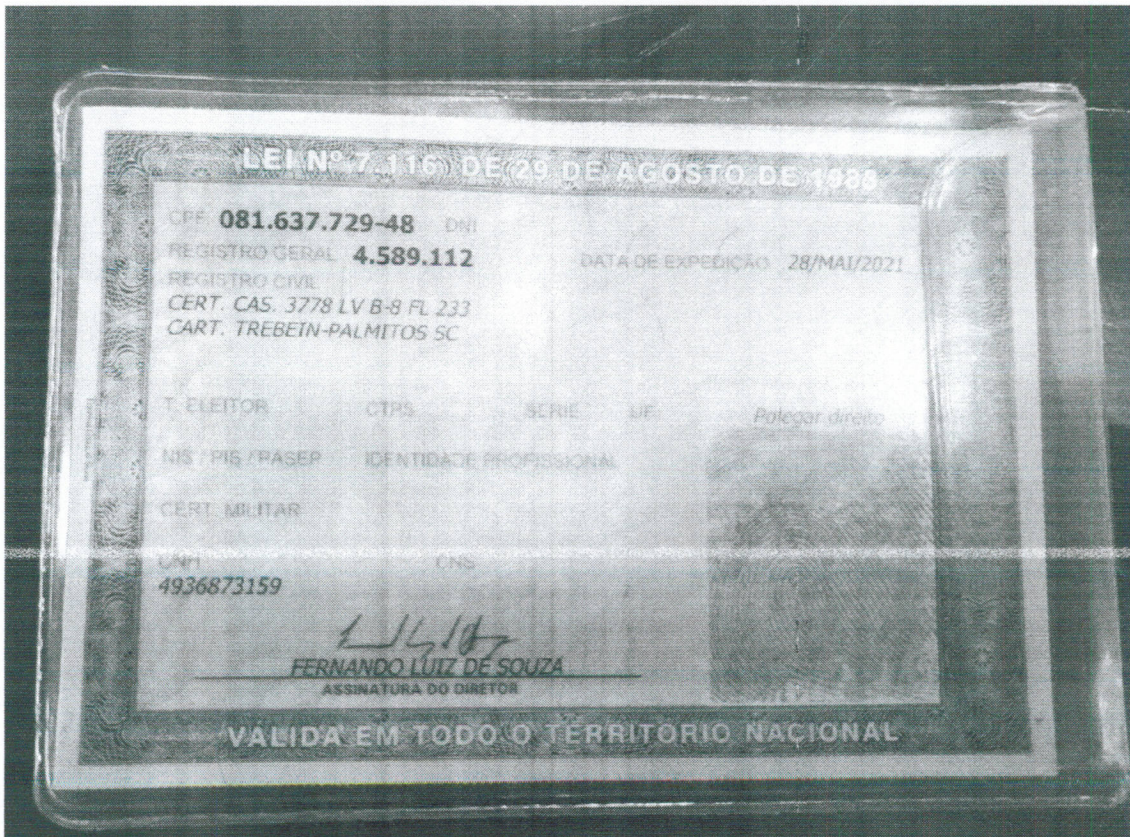 LEI Nº 7.116, DE 29 DE AGOSTO DE 1983
CPF 081.637.729-48 DNI
REGISTRO GERAL 4.589.112 DATA DE EXPEDIÇÃO 28/MAI/2021
REGISTRO CIVIL
CERT. CAS. 3778 LV B-8 FL 233
CART. TREBEIN-PALMITOS SC
T. ELEITOR CTPS SÉRIE UF
Polegar direito
NIS / PIS / PASEP IDENTIDADE PROFISSIONAL
CERT. MILITAR
CNH CNS
4936873159
FERNANDO LUIZ DE SOUZA
ASSINATURA DO DIRETOR
VÁLIDA EM TODO O TERRITÓRIO NACIONAL